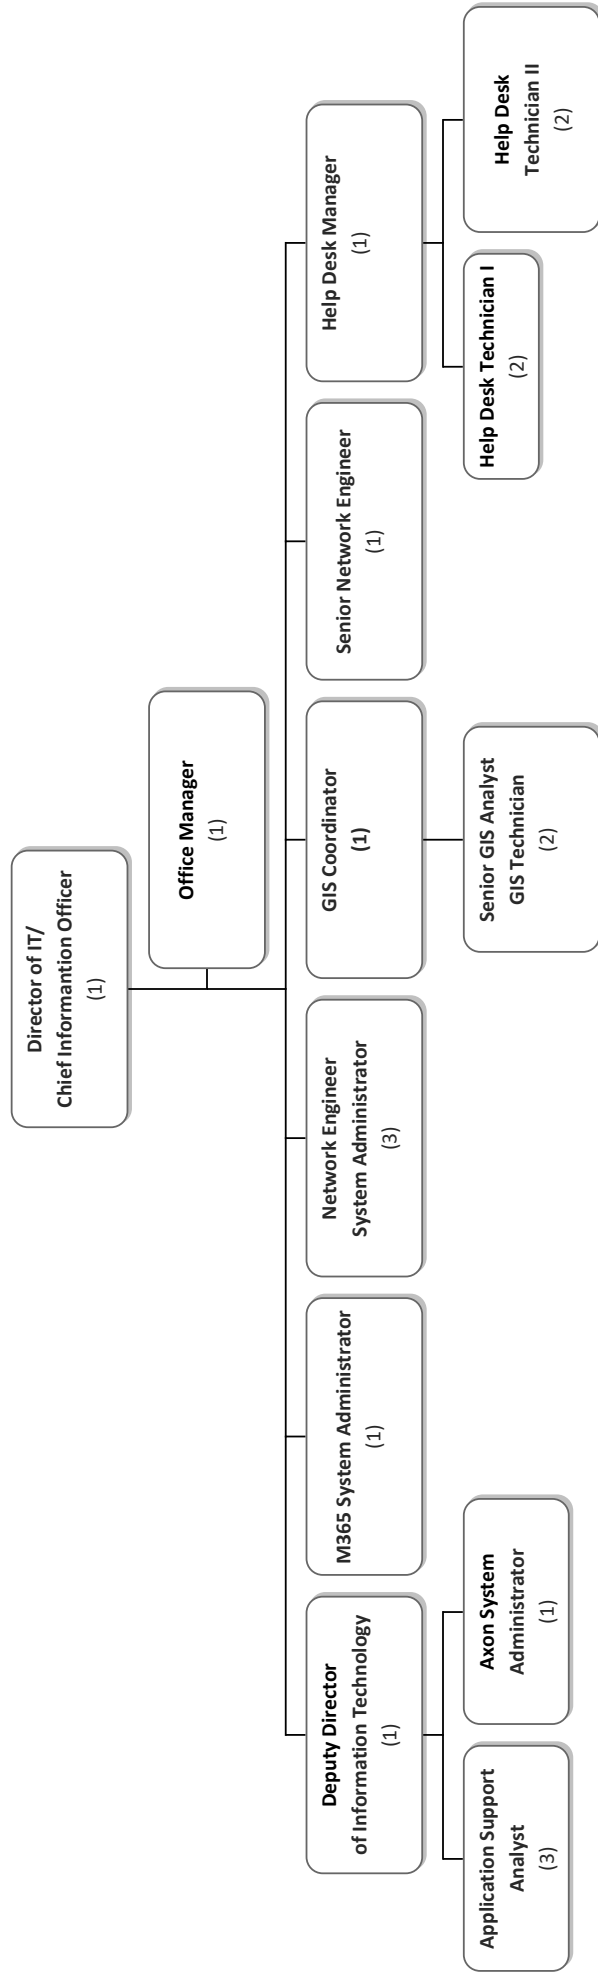 Director of IT/
Chief Informantion Officer
(1)
Office Manager
(1)
Deputy Director
of Information Technology
(1)
M365 System Administrator
(1)
Network Engineer
System Administrator
(3)
GIS Coordinator
(1)
Senior Network Engineer
(1)
Help Desk Manager
(1)
Application Support
Analyst
(3)
Axon System
Administrator
(1)
Senior GIS Analyst
GIS Technician
(2)
Help Desk Technician I
(2)
Help Desk
Technician II
(2)